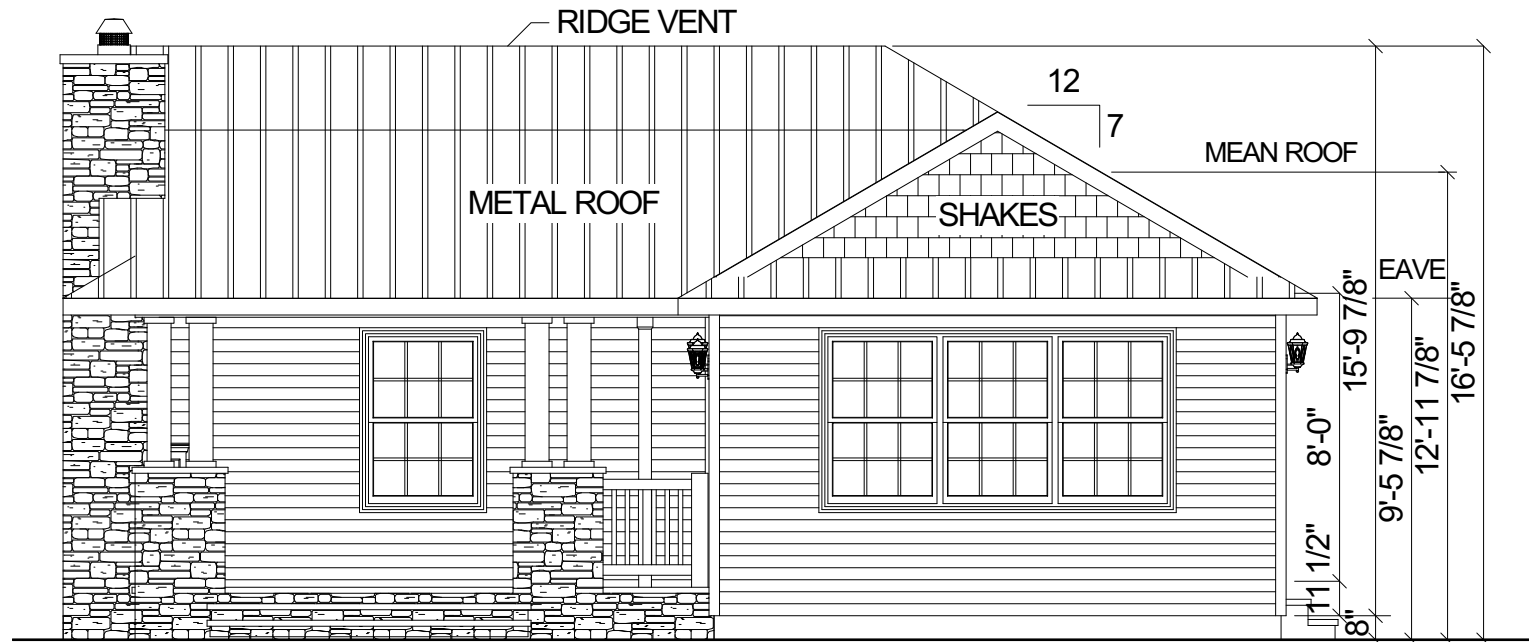 RIDGE VENT
12
7
MEAN ROOF
METAL ROOF
SHAKES
EAVE
15'-9 7/8"
16'-5 7/8"
12'-11 7/8"
9'-5 7/8"
8'-0"
11 1/2"
8"